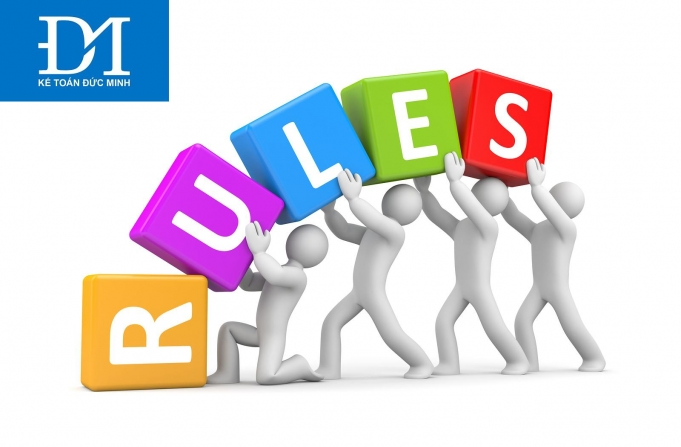 ĐM
KẾ TOÁN ĐỨC MINH
RULES